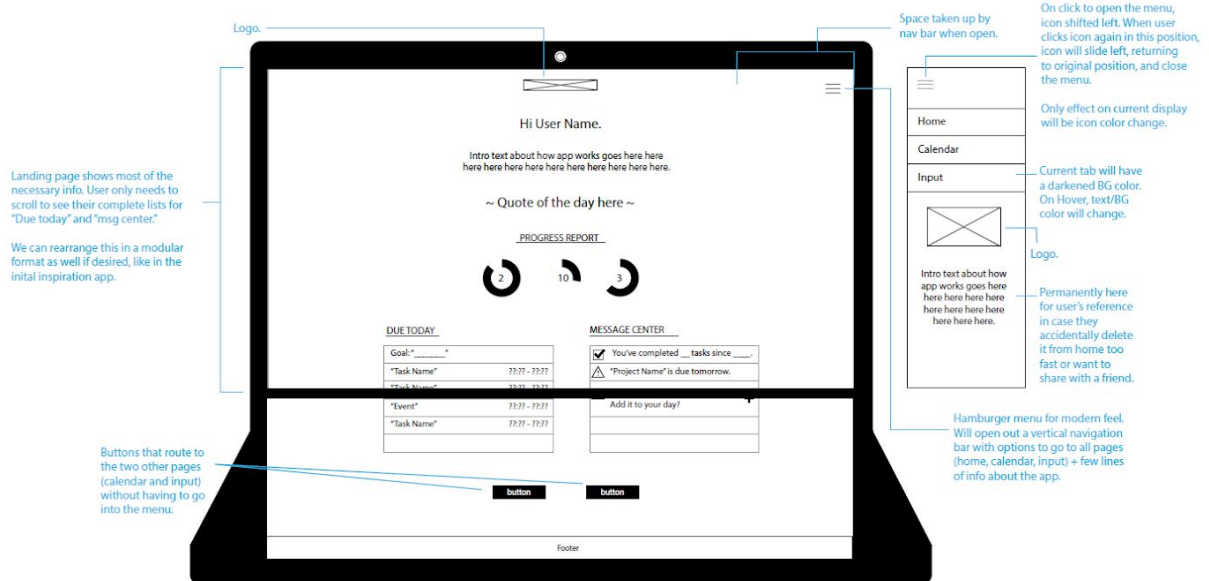 Logo.
Space taken up by
nav bar when open.
On click to open the menu,
icon shifted left. When user
clicks icon again in this position,
icon will slide left, returning
to original position, and close
the menu.
Only effect on current display
will be icon color change.
Hi User Name.
Intro text about how app works goes here here
here here here here here here here here here here.
~ Quote of the day here ~
PROGRESS REPORT
2
10
3
DUE TODAY
Goal:"_______"
"Task Name" ??:?? - ??:??
"Task Name" ??:?? - ??:??
"Event" ??:?? - ??:??
"Task Name" ??:?? - ??:??
MESSAGE CENTER
You've completed __ tasks since ____.
"Project Name" is due tomorrow.
Add it to your day?
+
button
button
Footer
Landing page shows most of the
necessary info. User only needs to
scroll to see their complete lists for
"Due today" and "msg center."
We can rearrange this in a modular
format as well if desired, like in the
inital inspiration app.
Buttons that route to
the two other pages
(calendar and input)
without having to go
into the menu.
Home
Calendar
Input
Intro text about how
app works goes here
here here here here
here here here here
here here here.
Current tab will have
a darkened BG color.
On Hover, text/BG
color will change.
Logo.
Permanently here
for user's reference
in case they
accidentally delete
it from home too
fast or want to
share with a friend.
Hamburger menu for modern feel.
Will open out a vertical navigation
bar with options to go to all pages
(home, calendar, input) + few lines
of info about the app.